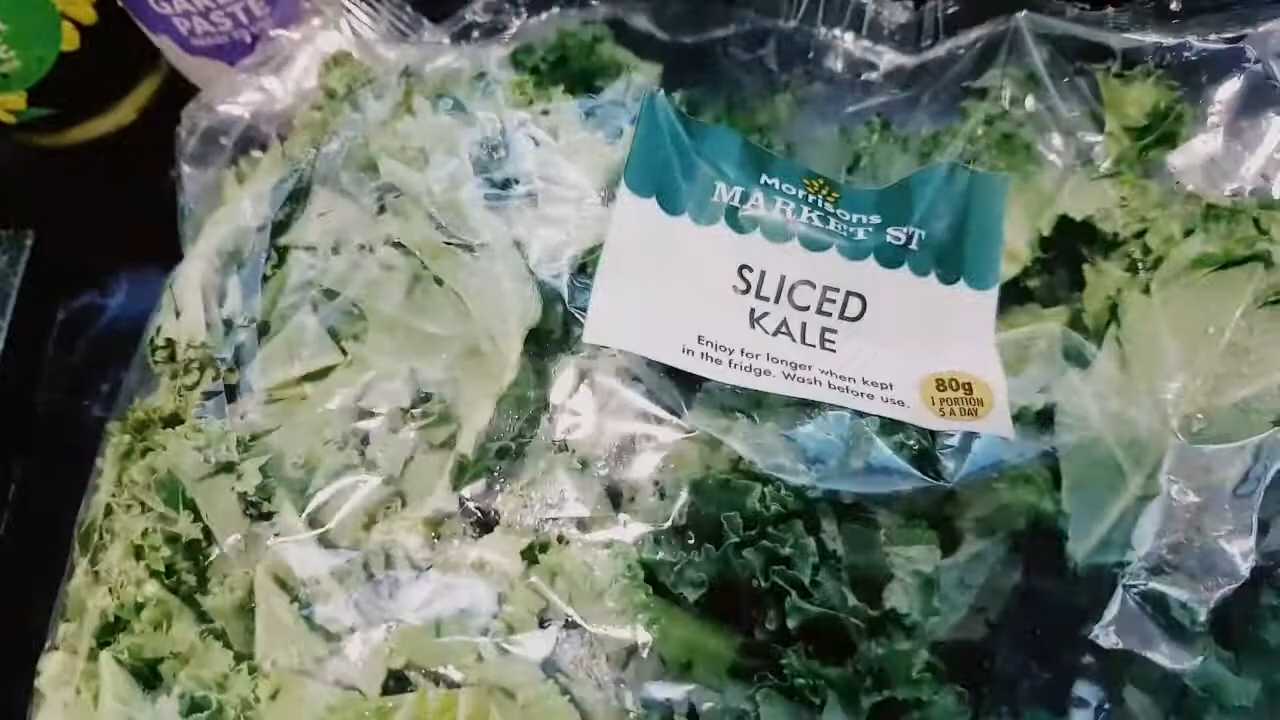 PASTE
Morrisons
MARKET ST
SLICED
KALE
Enjoy for longer when kept
in the fridge. Wash before use.
80g
1 PORTION
5 A DAY